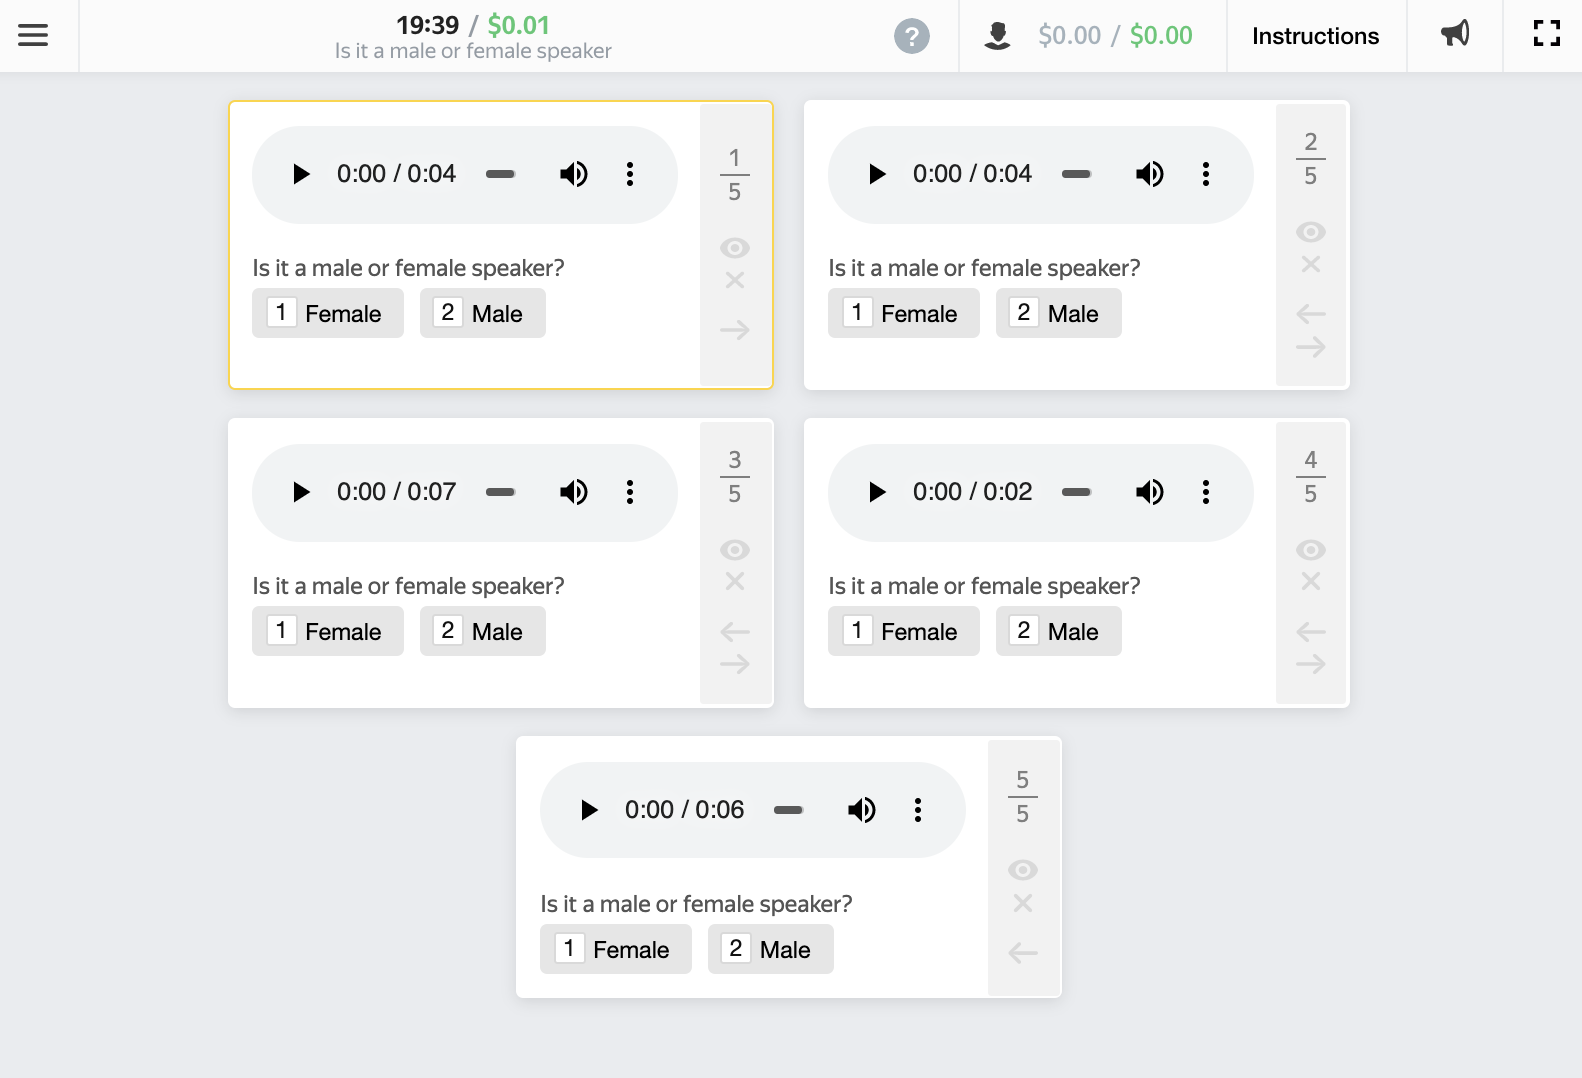 19:39 / $0.01
Is it a male or female speaker
?
$0.00 / $0.00
Instructions
0:00 / 0:04
1
5
Is it a male or female speaker?
1 Female
2 Male
0:00 / 0:04
2
5
Is it a male or female speaker?
1 Female
2 Male
0:00 / 0:07
3
5
Is it a male or female speaker?
1 Female
2 Male
0:00 / 0:02
4
5
Is it a male or female speaker?
1 Female
2 Male
0:00 / 0:06
5
5
Is it a male or female speaker?
1 Female
2 Male